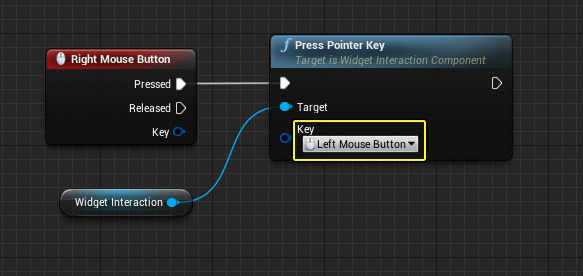 Right Mouse Button
Pressed
Released
Key
Widget Interaction
f Press Pointer Key
Target is Widget Interaction Component
Target
Key
Left Mouse Button